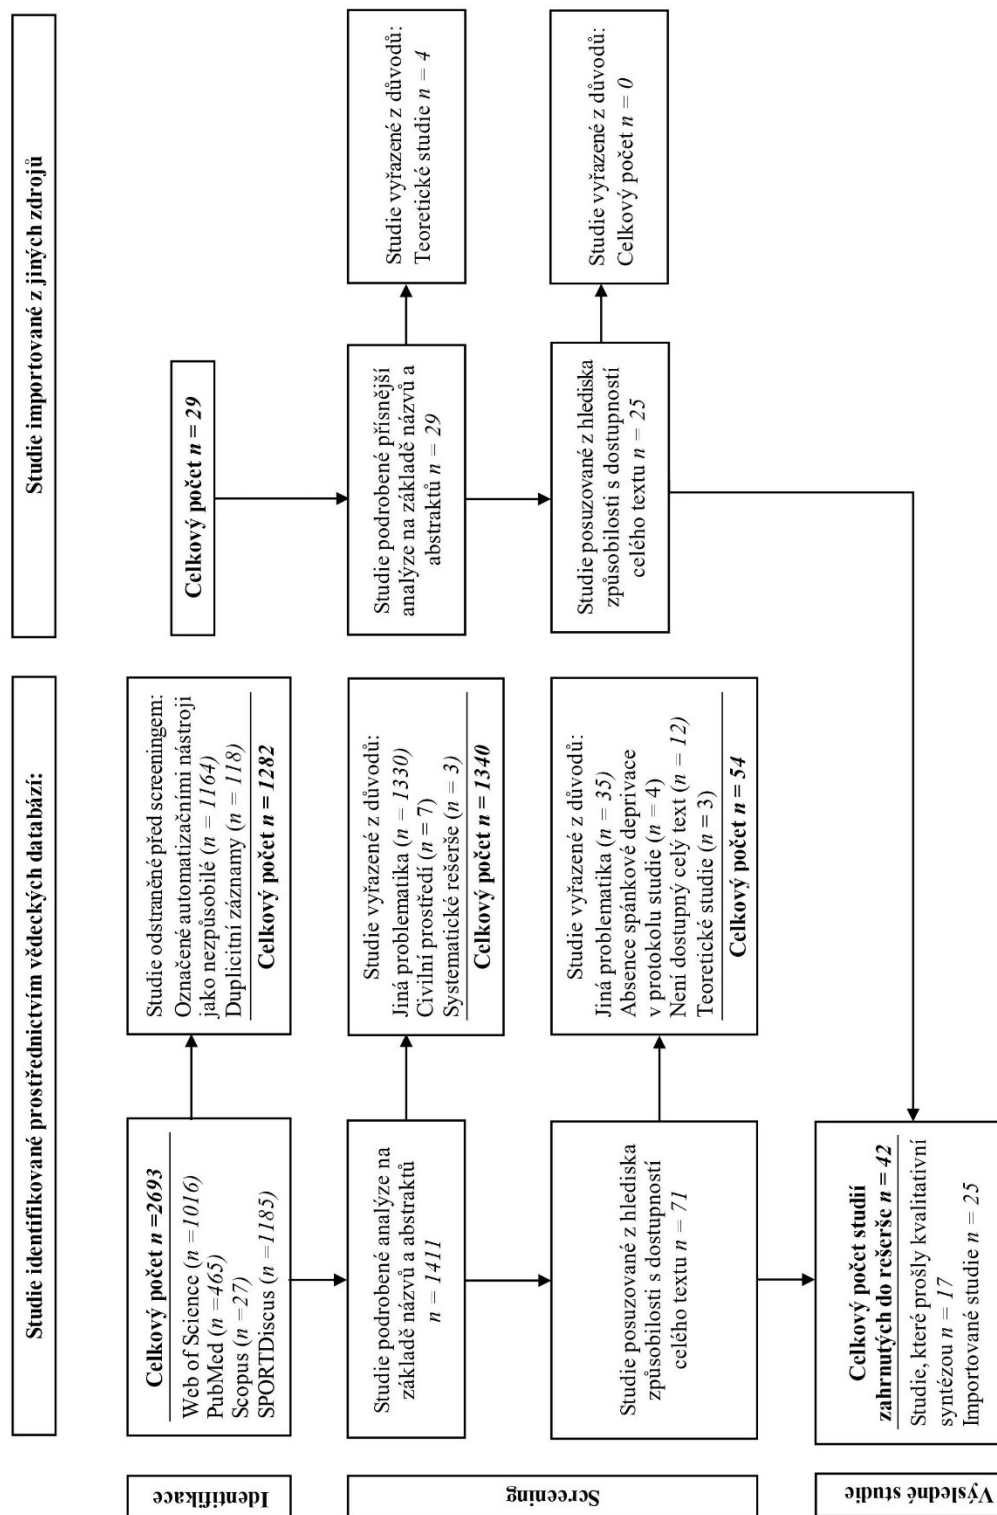 Studie identifikované prostřednictvím vědeckých databází:
Studie importované z jiných zdrojů
Identifikace
Celkový počet n =2693
Web of Science (n =1016)
PubMed (n =465)
Scopus (n =27)
SPORTDiscus (n =1185)
Studie odstraněné před screeningem:
Označené automatizačními nástroji
jako nezpůsobilé (n = 1164)
Duplicitní záznamy (n = 118)
Celkový počet n = 1282
Celkový počet n = 29
Screening
Studie podrobené analýze na
základě názvů a abstraktů
n = 1411
Studie vyřazené z důvodů:
Jiná problematika (n = 1330)
Civilní prostředí (n = 7)
Systematické rešerše (n = 3)
Celkový počet n = 1340
Studie podrobené přísnější
analýze na základě názvů a
abstraktů n = 29
Studie vyřazené z důvodů:
Teoretické studie n = 4
Studie posuzované z hlediska
způsobilosti s dostupností
celého textu n = 71
Studie vyřazené z důvodů:
Jiná problematika (n = 35)
Absence spánkové deprivace
v protokolu studie (n = 4)
Není dostupný celý text (n = 12)
Teoretické studie (n = 3)
Celkový počet n = 54
Studie posuzované z hlediska
způsobilosti s dostupností
celého textu n = 25
Studie vyřazené z důvodů:
Celkový počet n = 0
Výsledné studie
Celkový počet studií
zahrnutých do rešerše n = 42
Studie, které prošly kvalitativní
syntézou n = 17
Importované studie n = 25